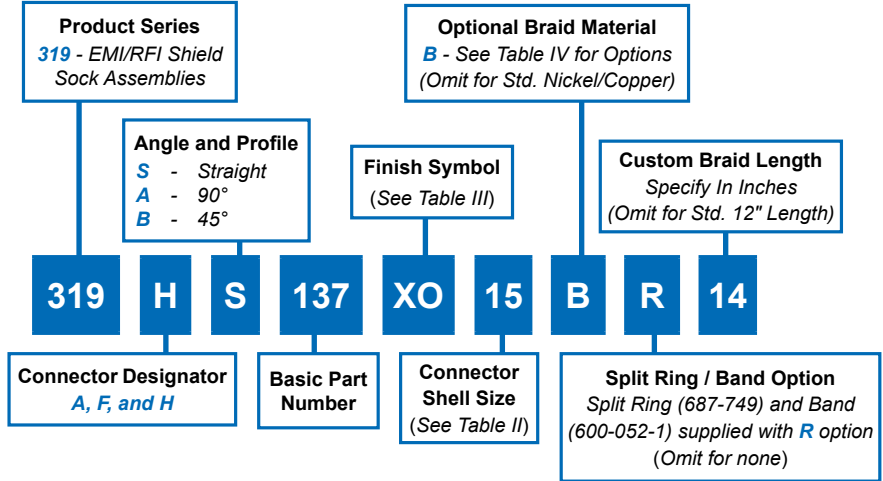 Product Series
319 - EMI/RFI Shield
Sock Assemblies
Optional Braid Material
B - See Table IV for Options
(Omit for Std. Nickel/Copper)
Angle and Profile
S - Straight
A - 90°
B - 45°
Finish Symbol
(See Table III)
Custom Braid Length
Specify In Inches
(Omit for Std. 12" Length)
319 H S 137 XO 15 B R 14
Connector Designator
A, F, and H
Basic Part
Number
Connector
Shell Size
(See Table II)
Split Ring / Band Option
Split Ring (687-749) and Band
(600-052-1) supplied with R option
(Omit for none)